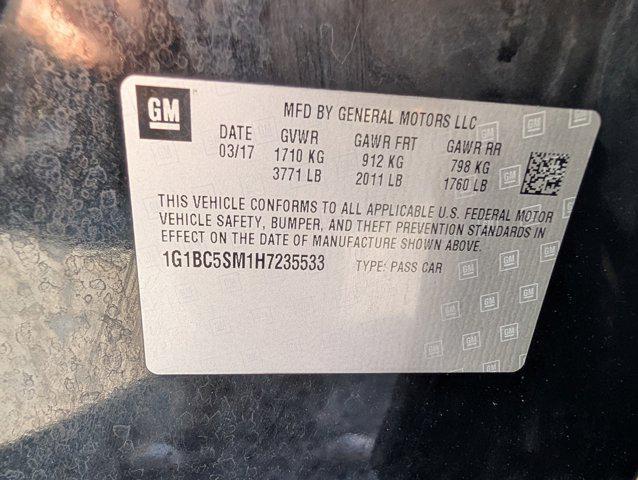 GM
MFD BY GENERAL MOTORS LLC
DATE GVWR GAWR FRT GAWR RR
03/17 1710 KG 912 KG 798 KG
3771 LB 2011 LB 1760 LB
THIS VEHICLE CONFORMS TO ALL APPLICABLE U.S. FEDERAL MOTOR
VEHICLE SAFETY, BUMPER, AND THEFT PREVENTION STANDARDS IN
EFFECT ON THE DATE OF MANUFACTURE SHOWN ABOVE.
1G1BC5SM1H7235533 TYPE: PASS CAR